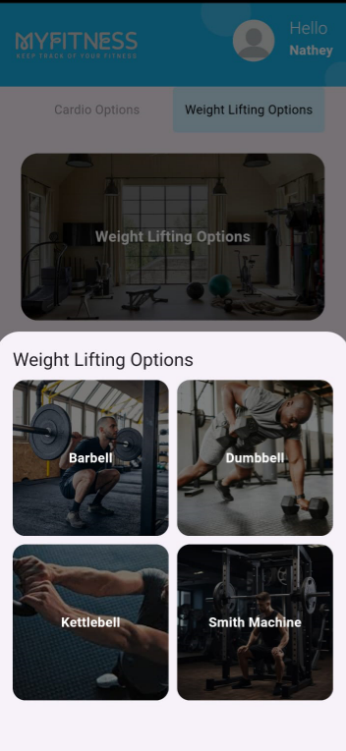 MYFITNESS
KEEP TRACK OF YOUR FITNESS
Hello
Nathey
Cardio Options
Weight Lifting Options
Weight Lifting Options
Weight Lifting Options
Barbell
Dumbbell
Kettlebell
Smith Machine